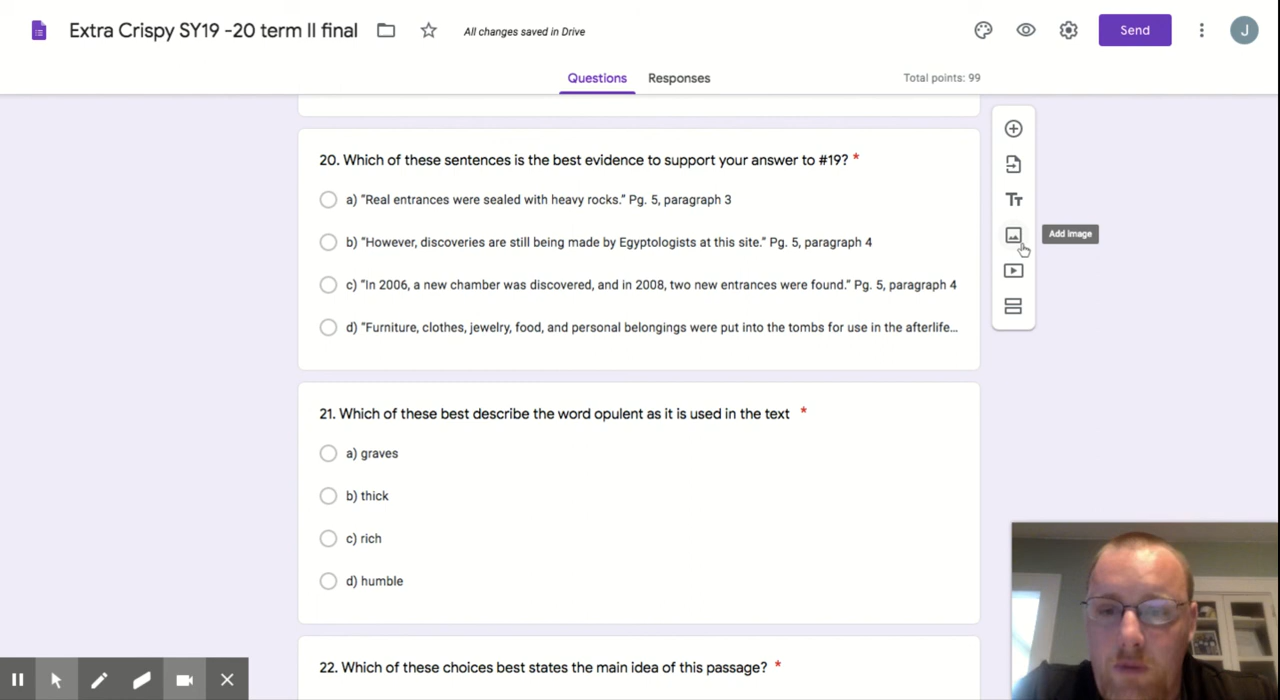 Extra Crispy SY19 -20 term II final
All changes saved in Drive
Send
J
Questions
Responses
Total points: 99
20. Which of these sentences is the best evidence to support your answer to #19? *
a) "Real entrances were sealed with heavy rocks." Pg. 5, paragraph 3
b) "However, discoveries are still being made by Egyptologists at this site." Pg. 5, paragraph 4
c) "In 2006, a new chamber was discovered, and in 2008, two new entrances were found." Pg. 5, paragraph 4
d) "Furniture, clothes, jewelry, food, and personal belongings were put into the tombs for use in the afterlife...
Tт
Add image
21. Which of these best describe the word opulent as it is used in the text *
a) graves
b) thick
c) rich
d) humble
22. Which of these choices best states the main idea of this passage? *